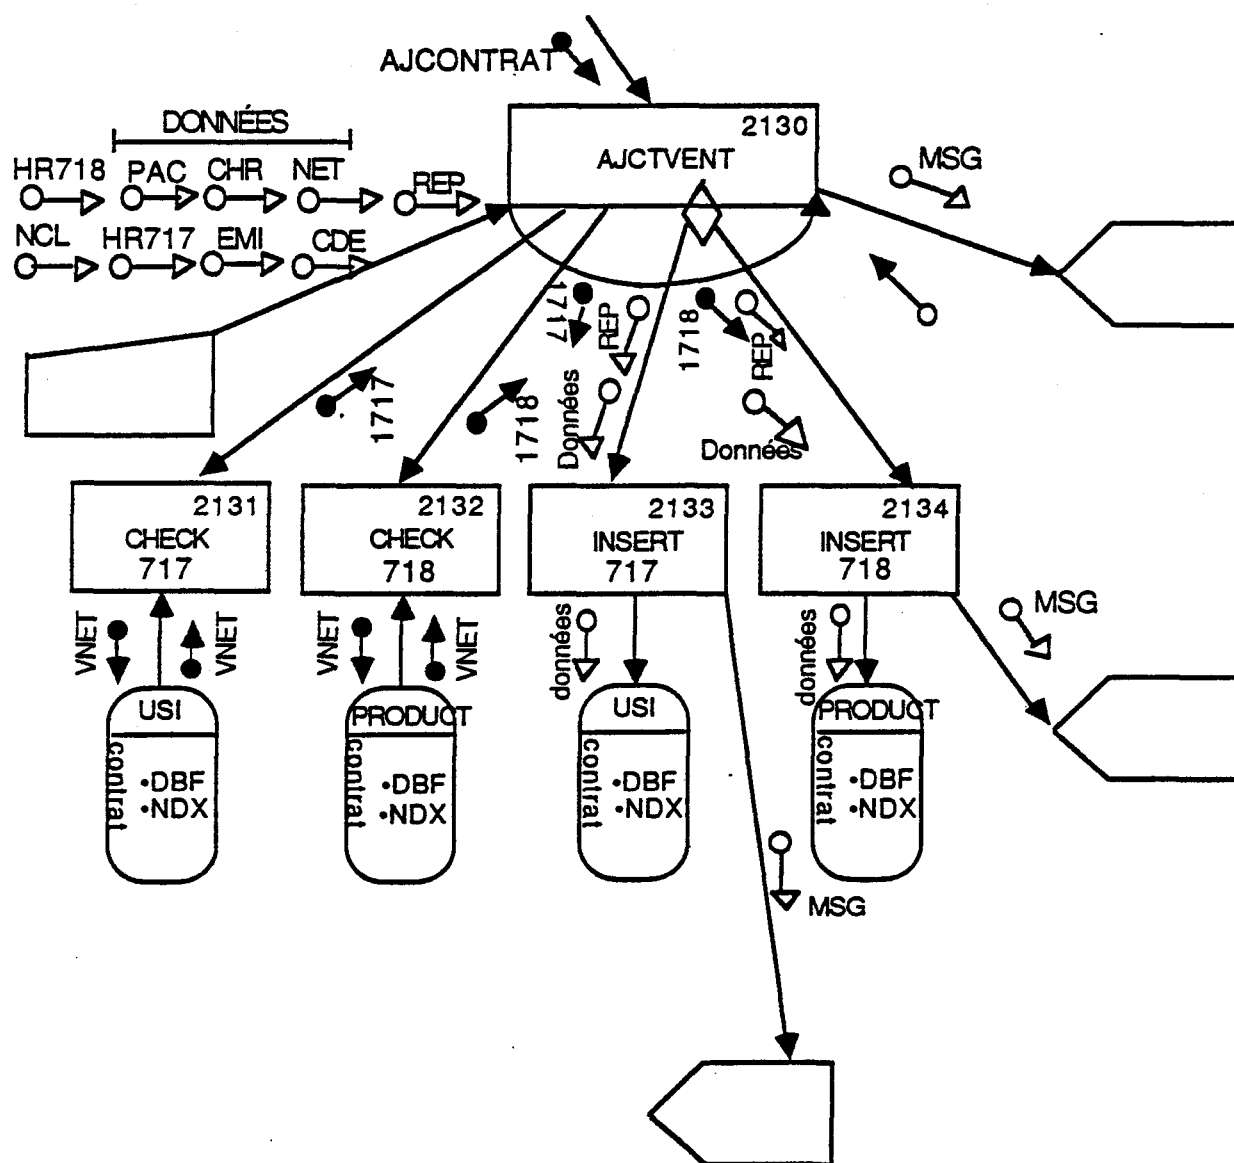 AJCONTRAT
DONNÉES
2130
AJCTVENT
MSG
HR718 PAC CHR NET REP
NCL HR717 EMI CDE
1717
REP
1718
REP
1717
1718
Données
Données
2131
CHECK
717
2132
CHECK
718
2133
INSERT
717
2134
INSERT
718
VNET
VNET
VNET
VNET
données
données
MSG
USI
contrat
•DBF
•NDX
PRODUCT
contrat
•DBF
•NDX
USI
contrat
•DBF
•NDX
PRODUCT
contrat
•DBF
•NDX
MSG